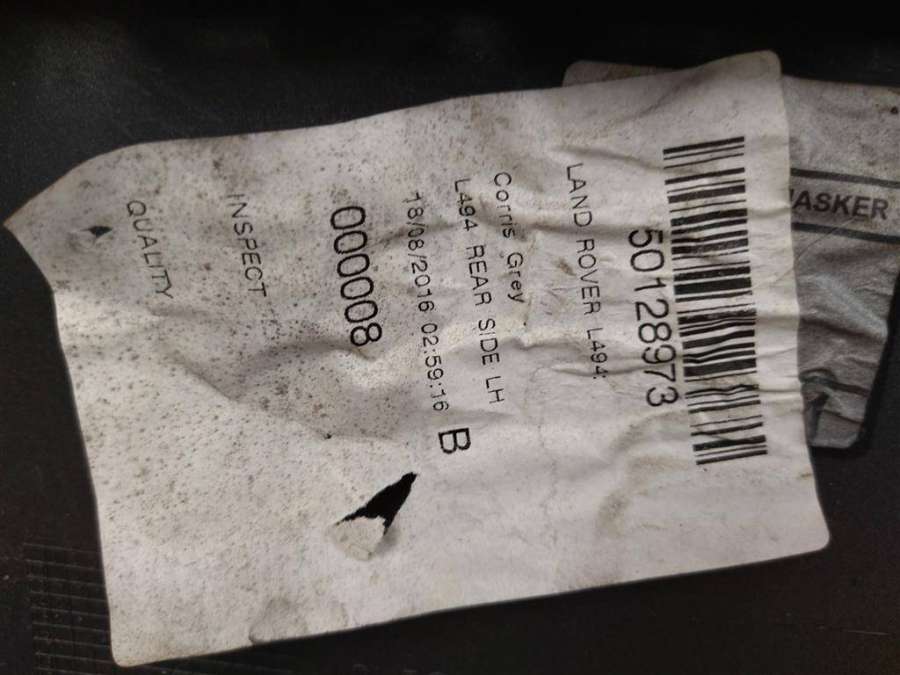 50128973
LAND ROVER L494:
Corris Grey
L494 REAR SIDE LH
18/08/2016 02:59:16 B
000008
INSPECT
QUALITY